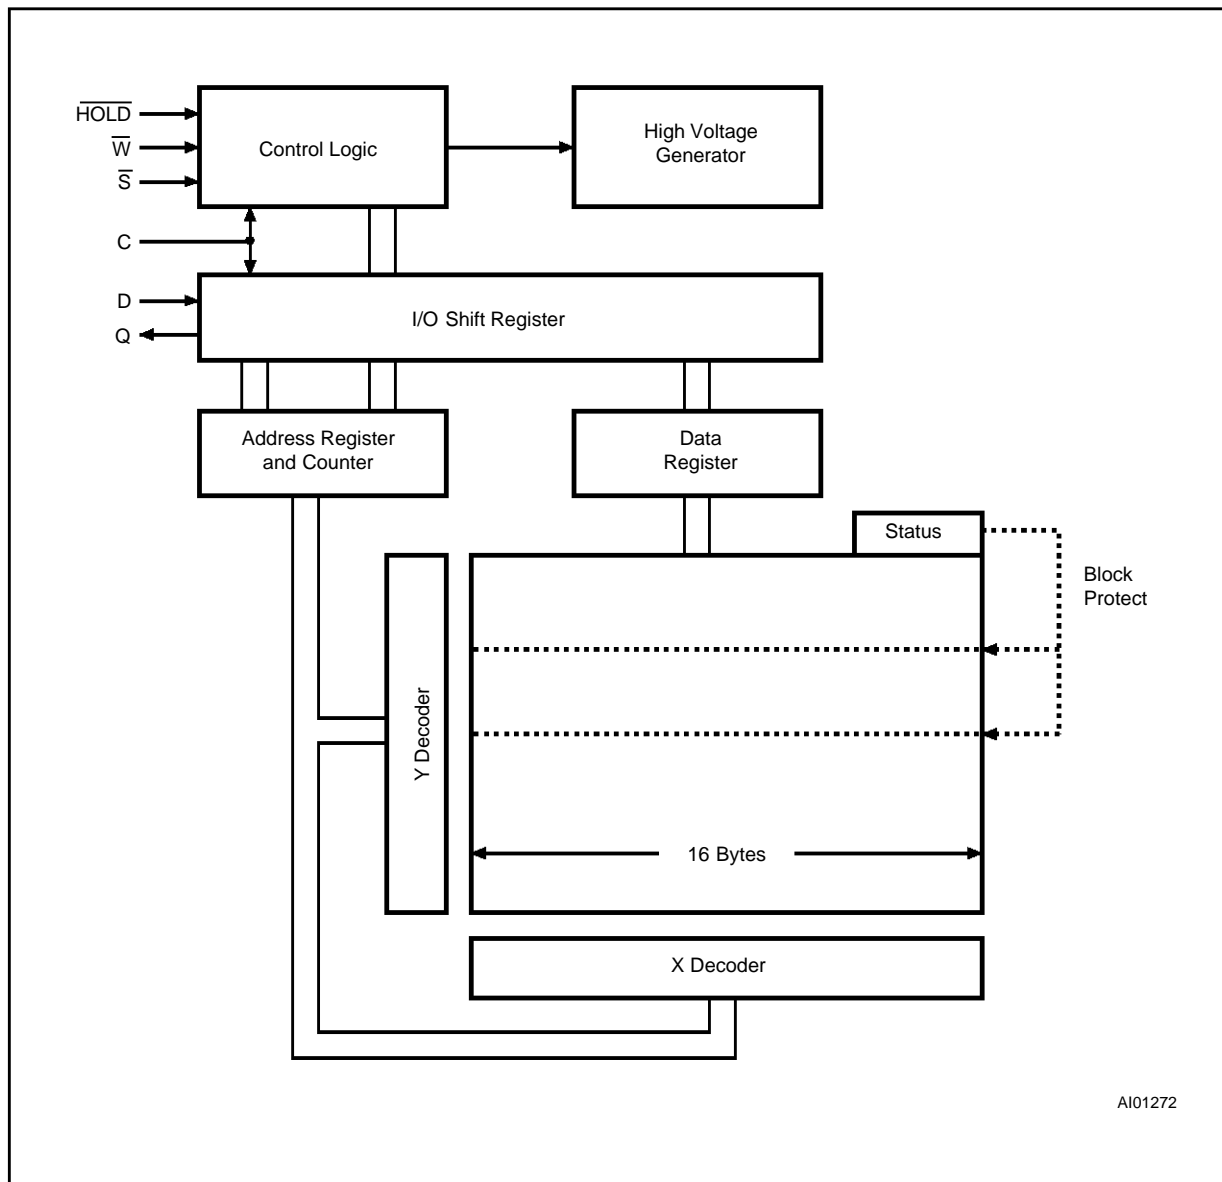 H̅O̅L̅D̅
W̅
S̅
C
D
Q
Control Logic
High Voltage
Generator
I/O Shift Register
Address Register
and Counter
Data
Register
Status
Block
Protect
Y Decoder
16 Bytes
X Decoder
AI01272